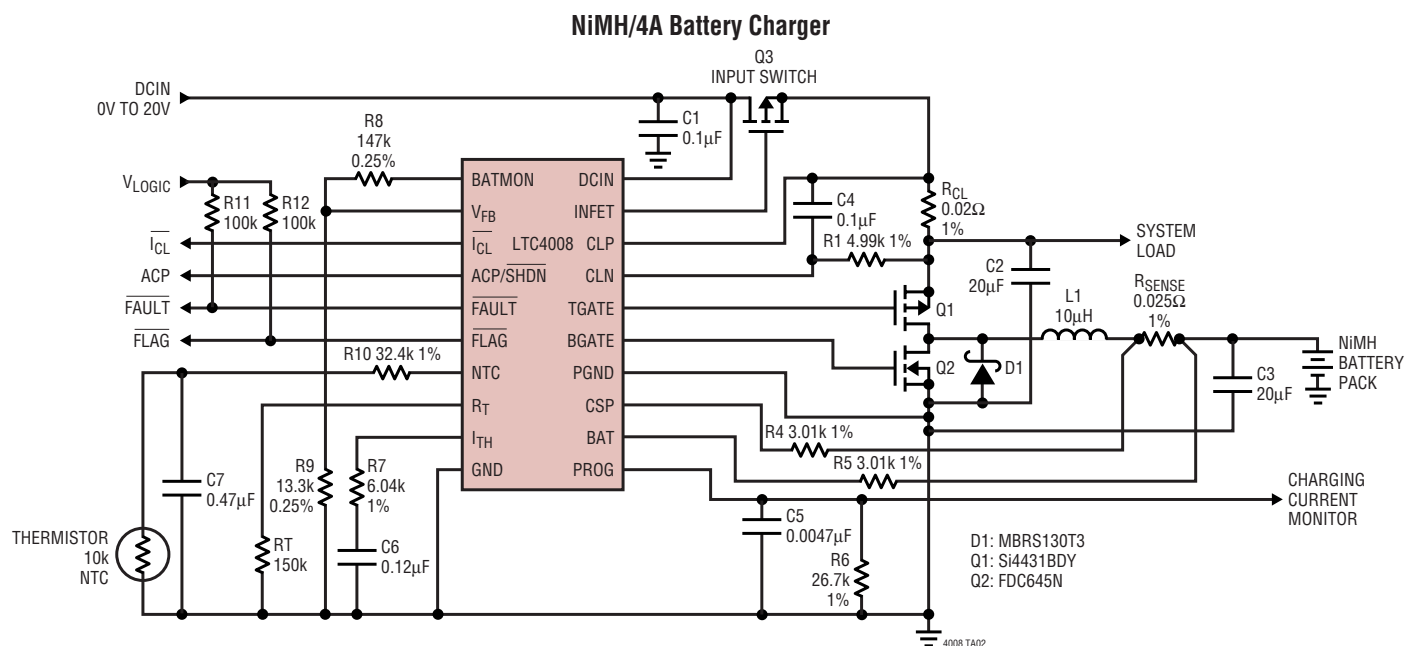 NiMH/4A Battery Charger
Q3
INPUT SWITCH
DCIN
0V TO 20V
C1
0.1µF
R8
147k
0.25%
VLOGIC
R11
100k
R12
100k
BATMON
DCIN
VFB
INFET
ICL
ICL
LTC4008
CLP
ACP
ACP/SHDN
CLN
FAULT
FAULT
TGATE
FLAG
FLAG
BGATE
R10 32.4k 1%
NTC
PGND
RT
CSP
ITH
BAT
GND
PROG
C4
0.1µF
R1 4.99k 1%
RCL
0.02Ω
1%
SYSTEM
LOAD
C2
20µF
Q1
L1
10µH
RSENSE
0.025Ω
1%
Q2
D1
NiMH
BATTERY
PACK
C3
20µF
R4 3.01k 1%
R5 3.01k 1%
CHARGING
CURRENT
MONITOR
C7
0.47µF
R9
13.3k
0.25%
R7
6.04k
1%
THERMISTOR
10k
NTC
RT
150k
C6
0.12µF
C5
0.0047µF
R6
26.7k
1%
D1: MBRS130T3
Q1: Si4431BDY
Q2: FDC645N
4008 TA02